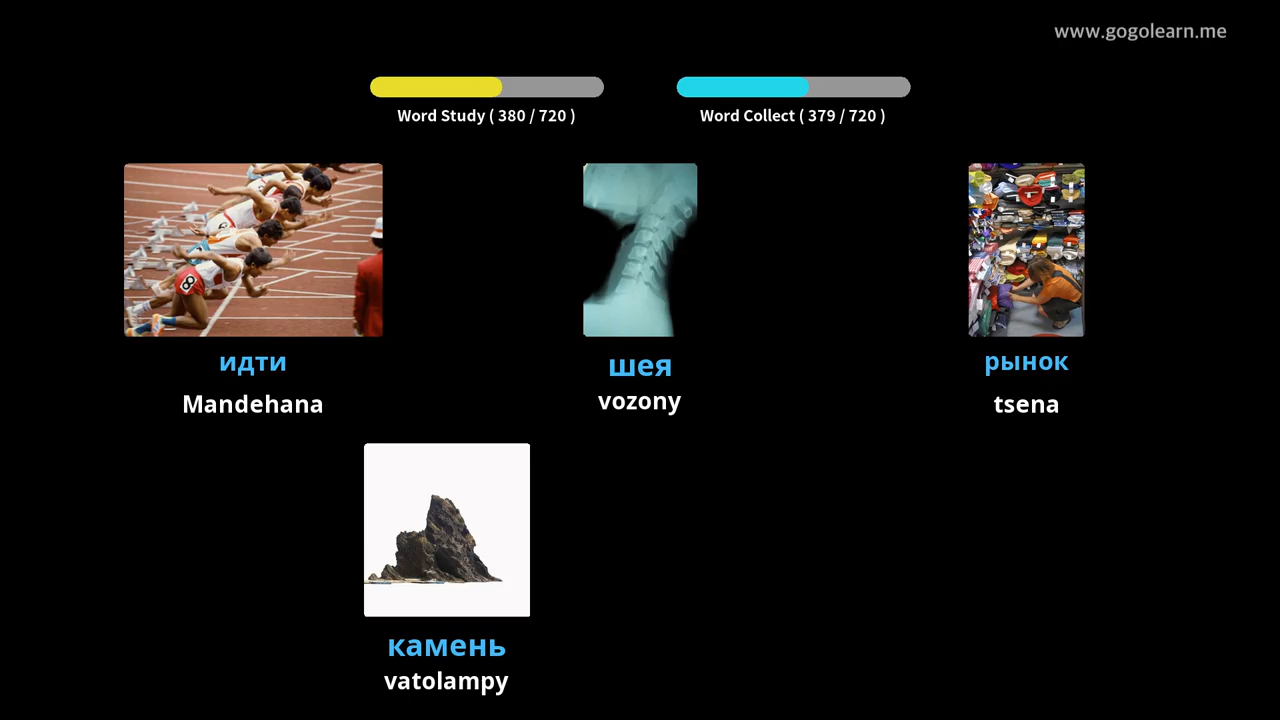 www.gogolearn.me
Word Study ( 380 / 720 )
Word Collect ( 379 / 720 )
идти
Mandehana
шея
vozony
рынок
tsena
камень
vatolampy